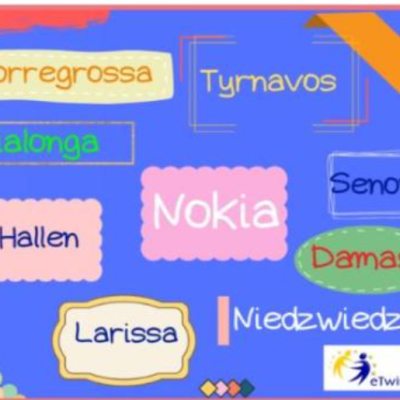 orregrossa
Tyrnavos
alonga
Seno
Nokia
Hallen
Damas
Larissa
Niedzwiedz
eTwi